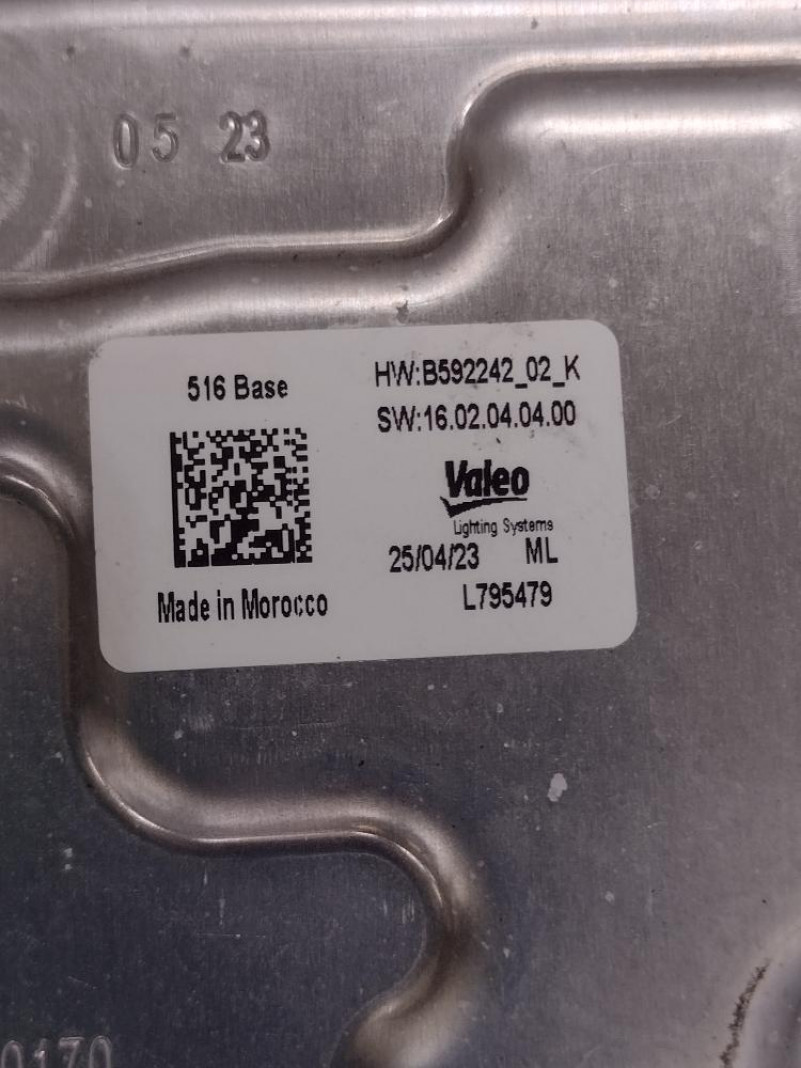 05 23
516 Base
HW:B592242_02_K
SW:16.02.04.04.00
Valeo
Lighting Systems
25/04/23 ML
Made in Morocco
L795479
0170